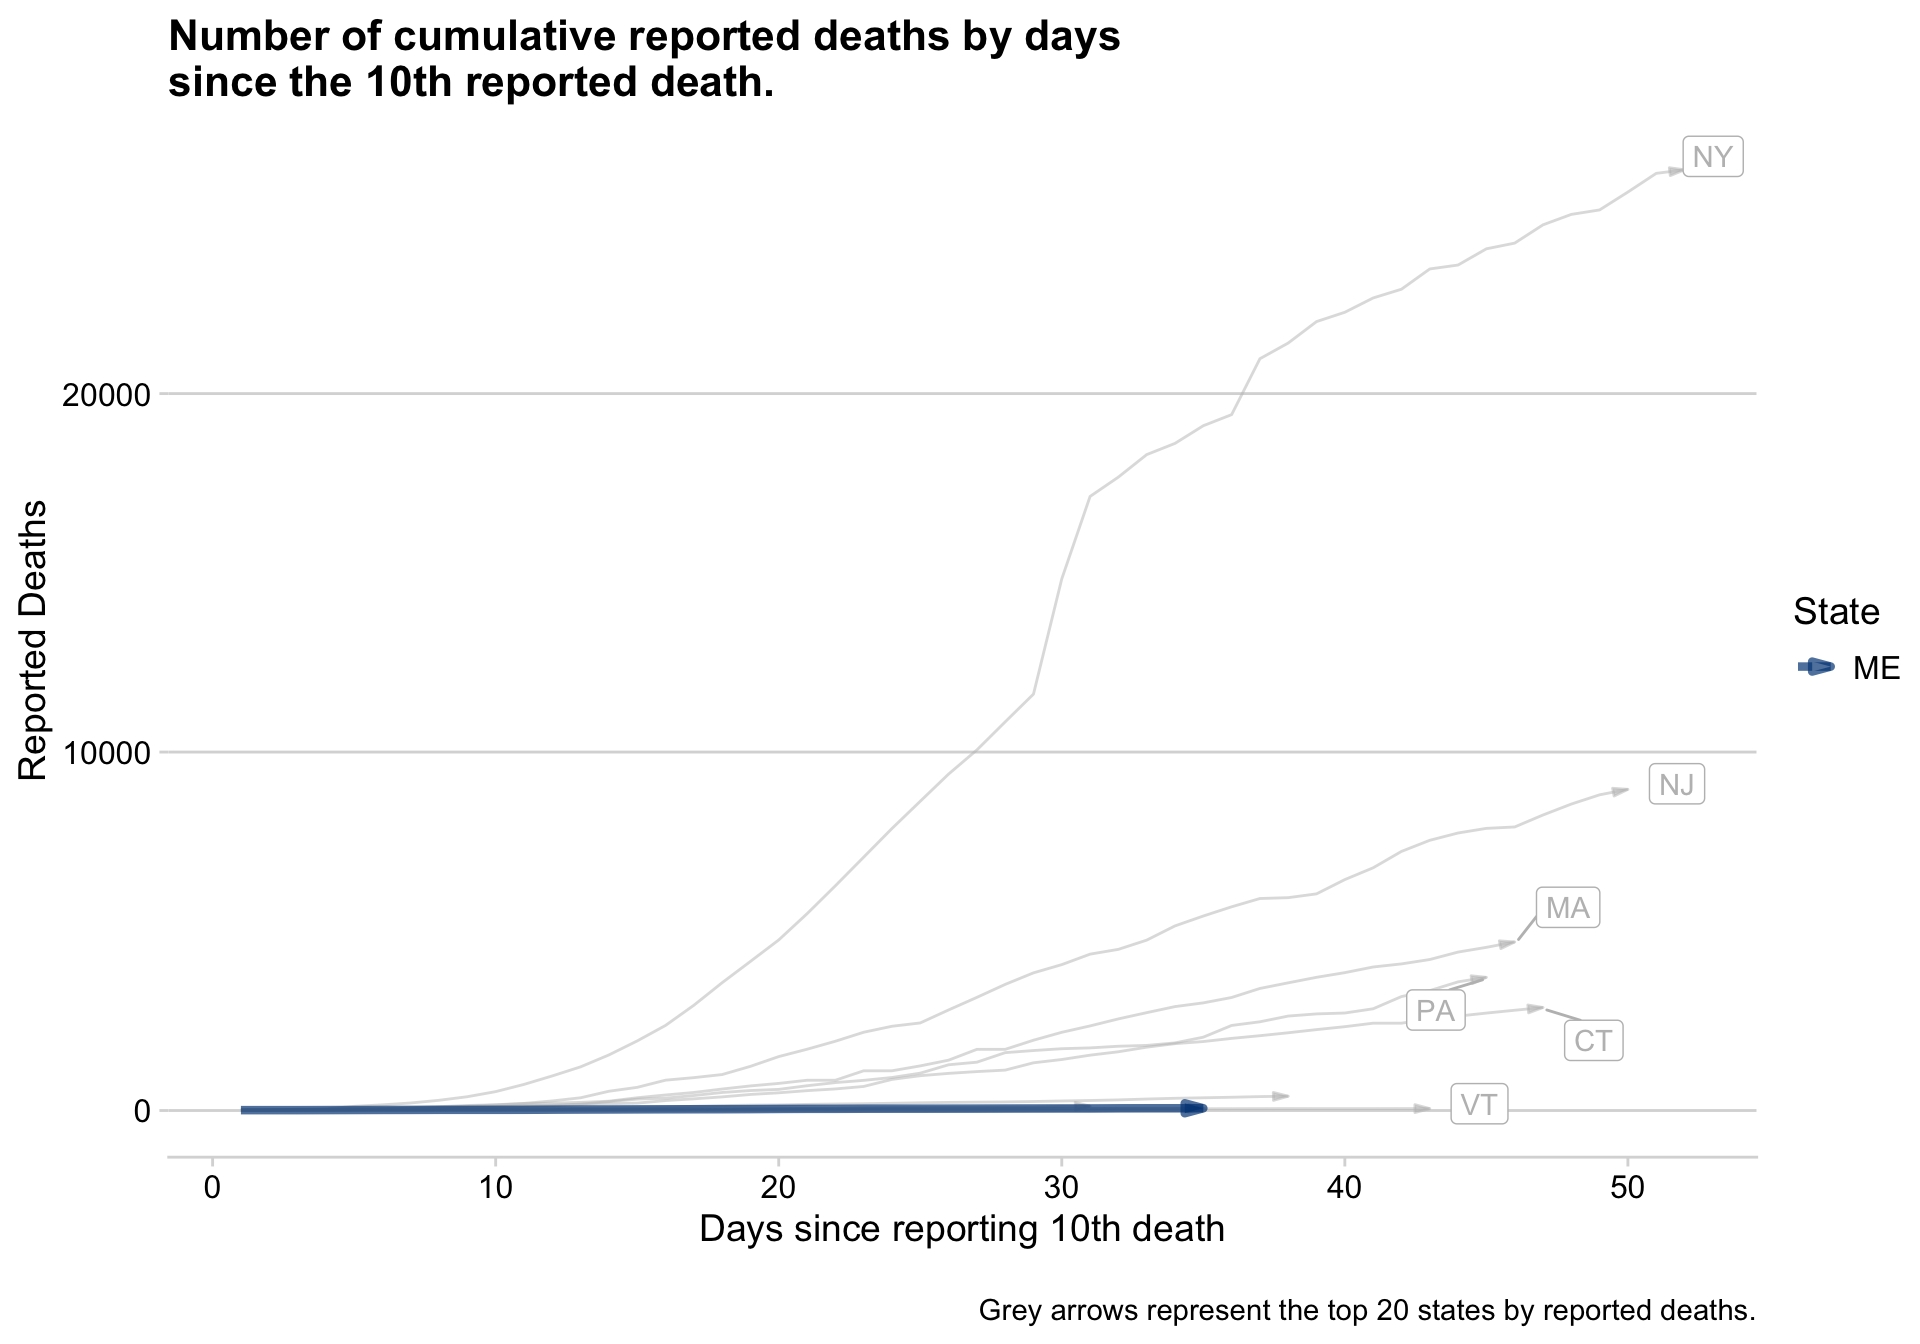 Number of cumulative reported deaths by days
since the 10th reported death.
NY
20000
Reported Deaths
State
ME
10000
NJ
MA
PA
CT
VT
0
0 10 20 30 40 50
Days since reporting 10th death
Grey arrows represent the top 20 states by reported deaths.